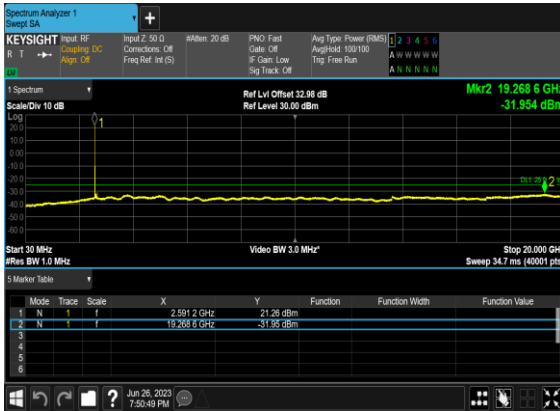 Spectrum Analyzer 1
Swept SA
+
KEYSIGHT Input: RF Input Z: 50 Ω #Atten: 20 dB PNO: Fast Avg Type: Power (RMS) 1 2 3 4 5 6
R T Coupling: DC Corrections: Off Gate: Off Avg|Hold: 100/100 A W W W W W
Align: Off Freq Ref: Int (S) IF Gain: Low Trig: Free Run
Sig Track: Off A N N N N N
1 Spectrum Ref Lvl Offset 32.98 dB Mkr2 19.268 6 GHz
Scale/Div 10 dB Ref Level 30.00 dBm -31.954 dBm
Log
20.0
10.0
0.00
-10.0
-20.0
-30.0
-40.0
-50.0
-60.0
1
2
Start 30 MHz Video BW 3.0 MHz* Stop 20.000 GHz
#Res BW 1.0 MHz Sweep 34.7 ms (40001 pts)
5 Marker Table
Mode Trace Scale X Y Function Function Width Function Value
1 N 1 f 2.591 2 GHz 21.26 dBm
2 N 1 f 19.268 6 GHz -31.95 dBm
3
4
5
6
? Jun 26, 2023
7:50:49 PM